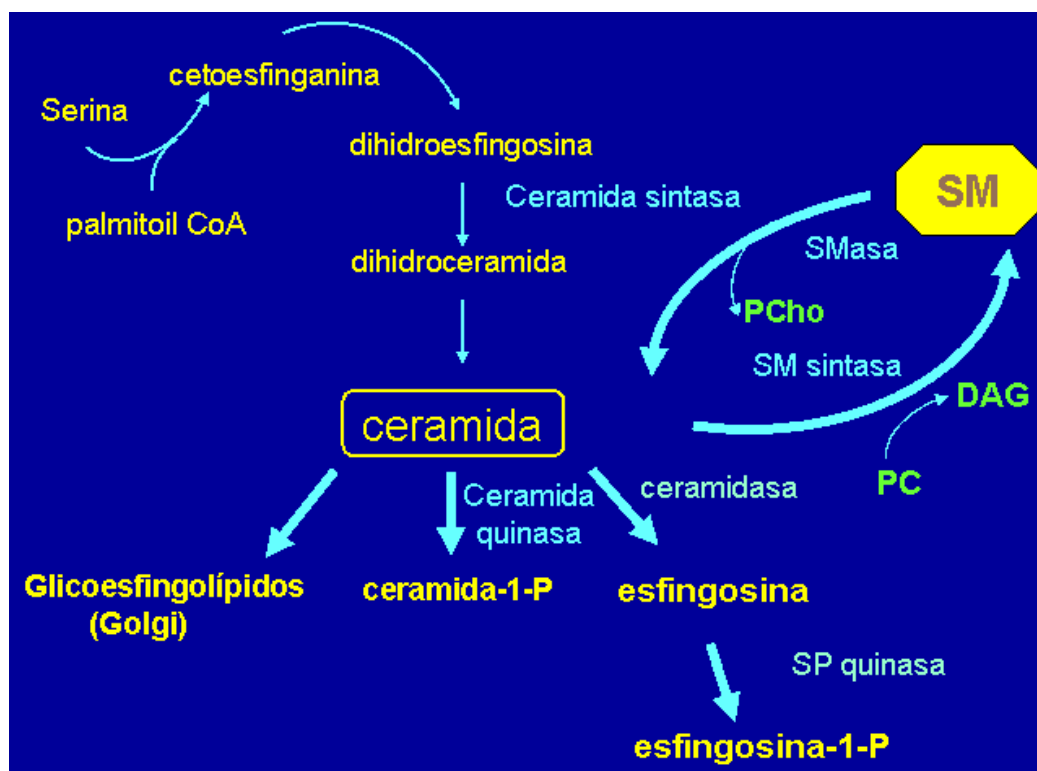 cetoesfinganina
Serina
dihidroesfingosina
palmitoil CoA
Ceramida sintasa
SM
dihidroceramida
SMasa
PCho
SM sintasa
DAG
ceramida
PC
Ceramida
quinasa
ceramidasa
Glicoesfingolípidos
(Golgi)
ceramida-1-P
esfingosina
SP quinasa
esfingosina-1-P